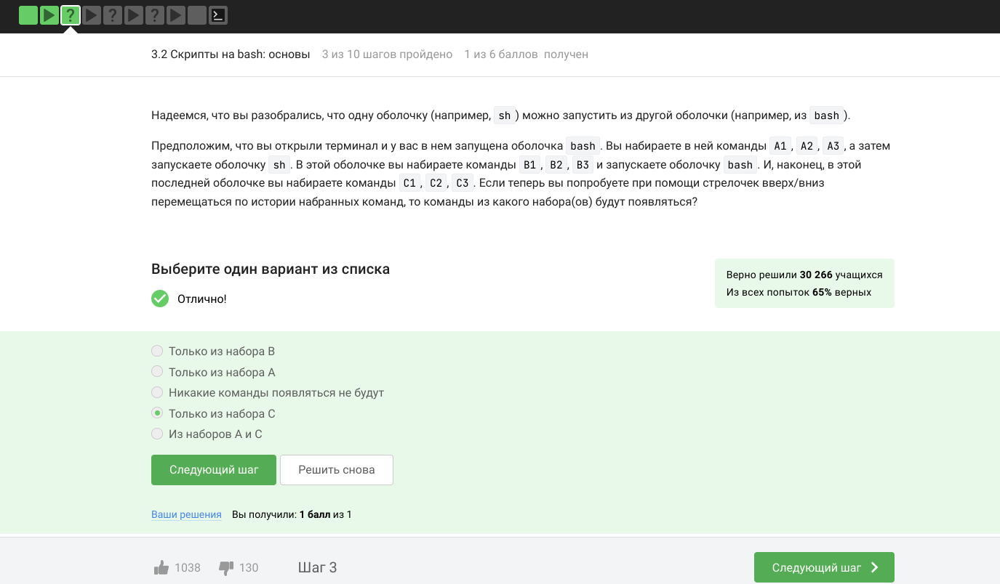 3.2 Скрипты на bash: основы 3 из 10 шагов пройдено 1 из 6 баллов получен
Надеемся, что вы разобрались, что одну оболочку (например, sh) можно запустить из другой оболочки (например, из bash).
Предположим, что вы открыли терминал и у вас в нем запущена оболочка bash. Вы набираете в ней команды A1, A2, A3, а затем
запускаете оболочку sh. В этой оболочке вы набираете команды B1, B2, B3 и запускаете оболочку bash. И, наконец, в этой
последней оболочке вы набираете команды C1, C2, C3. Если теперь вы попробуете при помощи стрелочек вверх/вниз
перемещаться по истории набранных команд, то команды из какого набора(ов) будут появляться?
Выберите один вариант из списка
Отлично!
Верно решили 30 266 учащихся
Из всех попыток 65% верных
Только из набора B
Только из набора A
Никакие команды появляться не будут
Только из набора C
Из наборов A и C
Следующий шаг Решить снова
Ваши решения Вы получили: 1 балл из 1
1038 130 Шаг 3 Следующий шаг